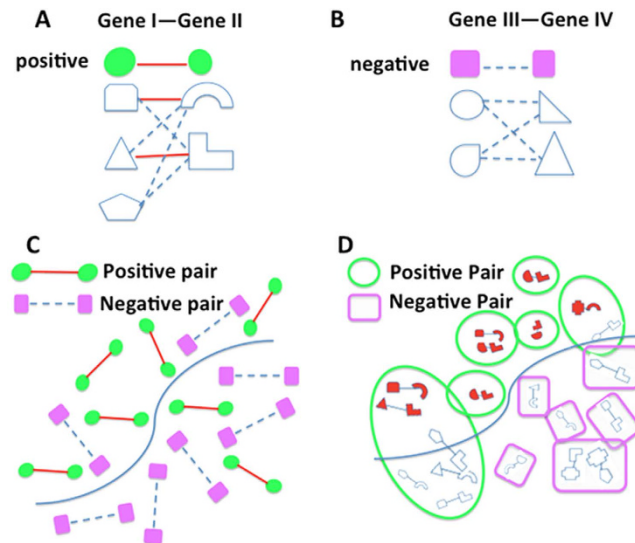 A Gene I—Gene II
positive
B Gene III—Gene IV
negative
C
Positive pair
Negative pair
D
Positive Pair
Negative Pair